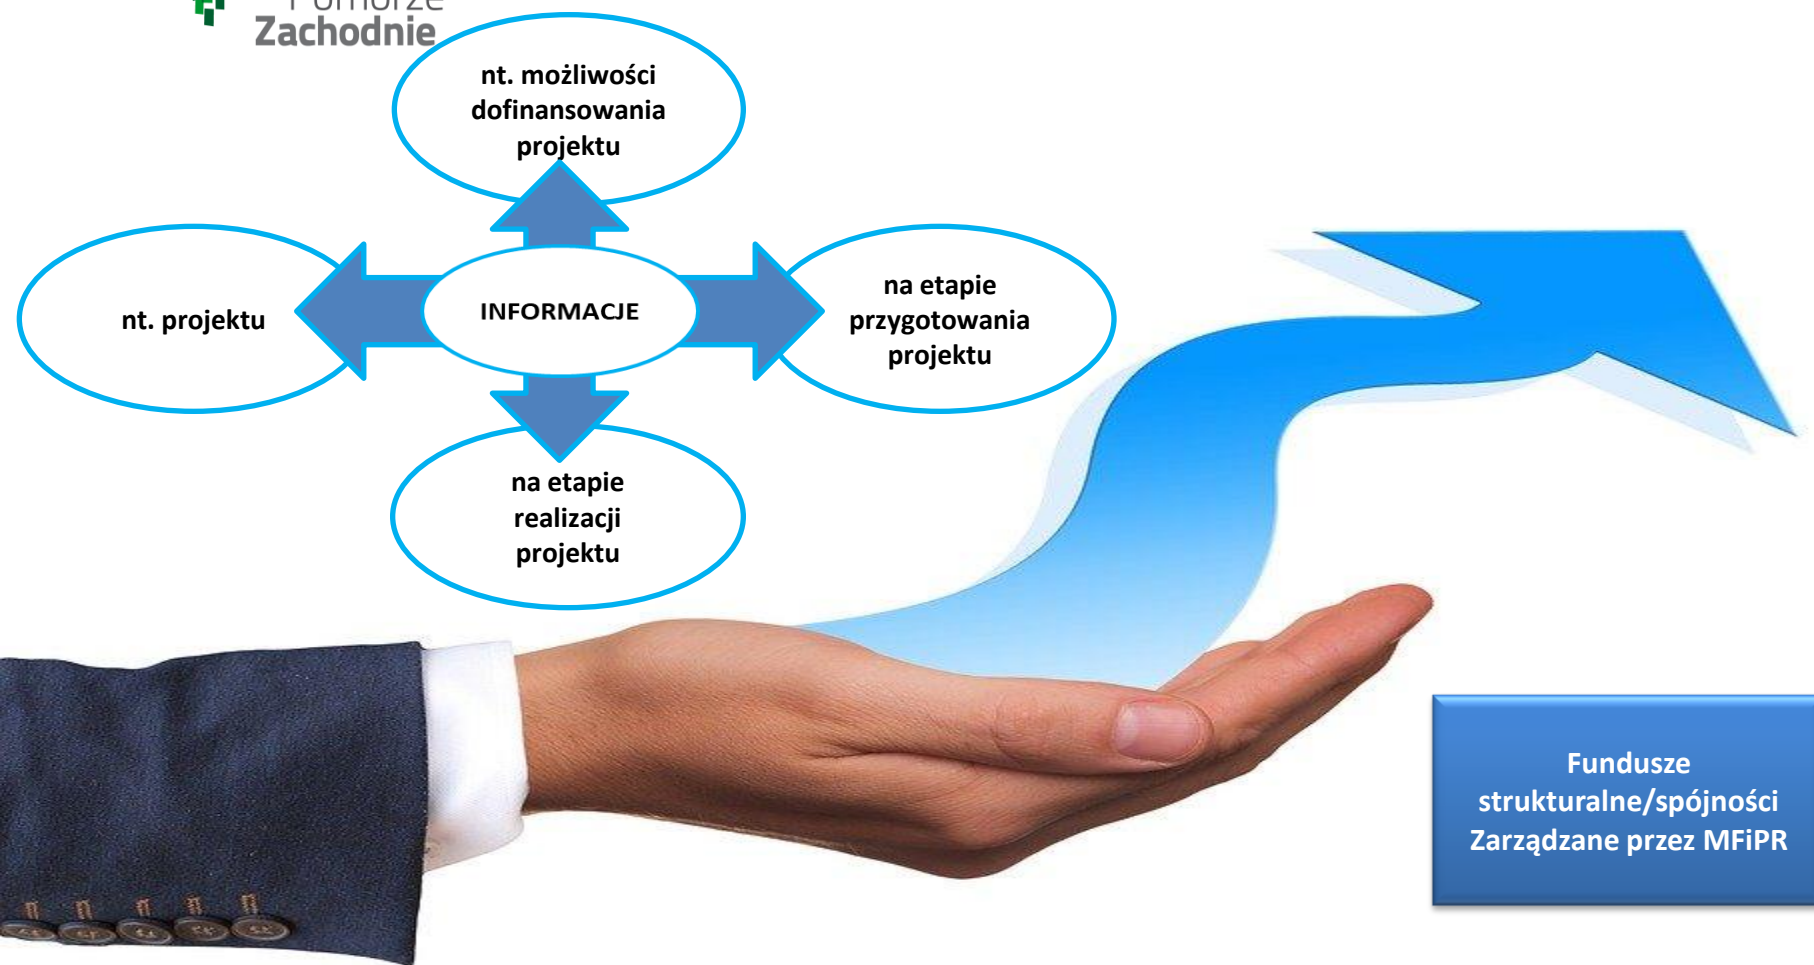 Pomorze
Zachodnie
nt. możliwości
dofinansowania
projektu
nt. projektu
INFORMACJE
na etapie
przygotowania
projektu
na etapie
realizacji
projektu
Fundusze
strukturalne/spójności
Zarządzane przez MFiPR